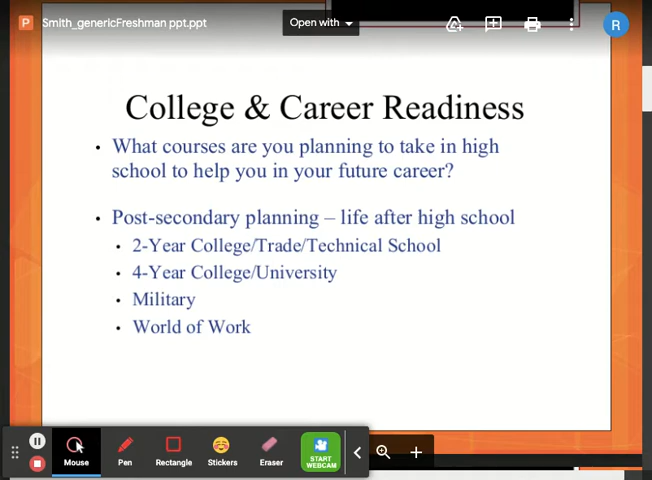 P Smith_genericFreshman ppt.ppt
Open with
R
College & Career Readiness
• What courses are you planning to take in high
school to help you in your future career?
• Post-secondary planning – life after high school
• 2-Year College/Trade/Technical School
• 4-Year College/University
• Military
• World of Work
Mouse
Pen
Rectangle
Stickers
Eraser
START
WEBCAM